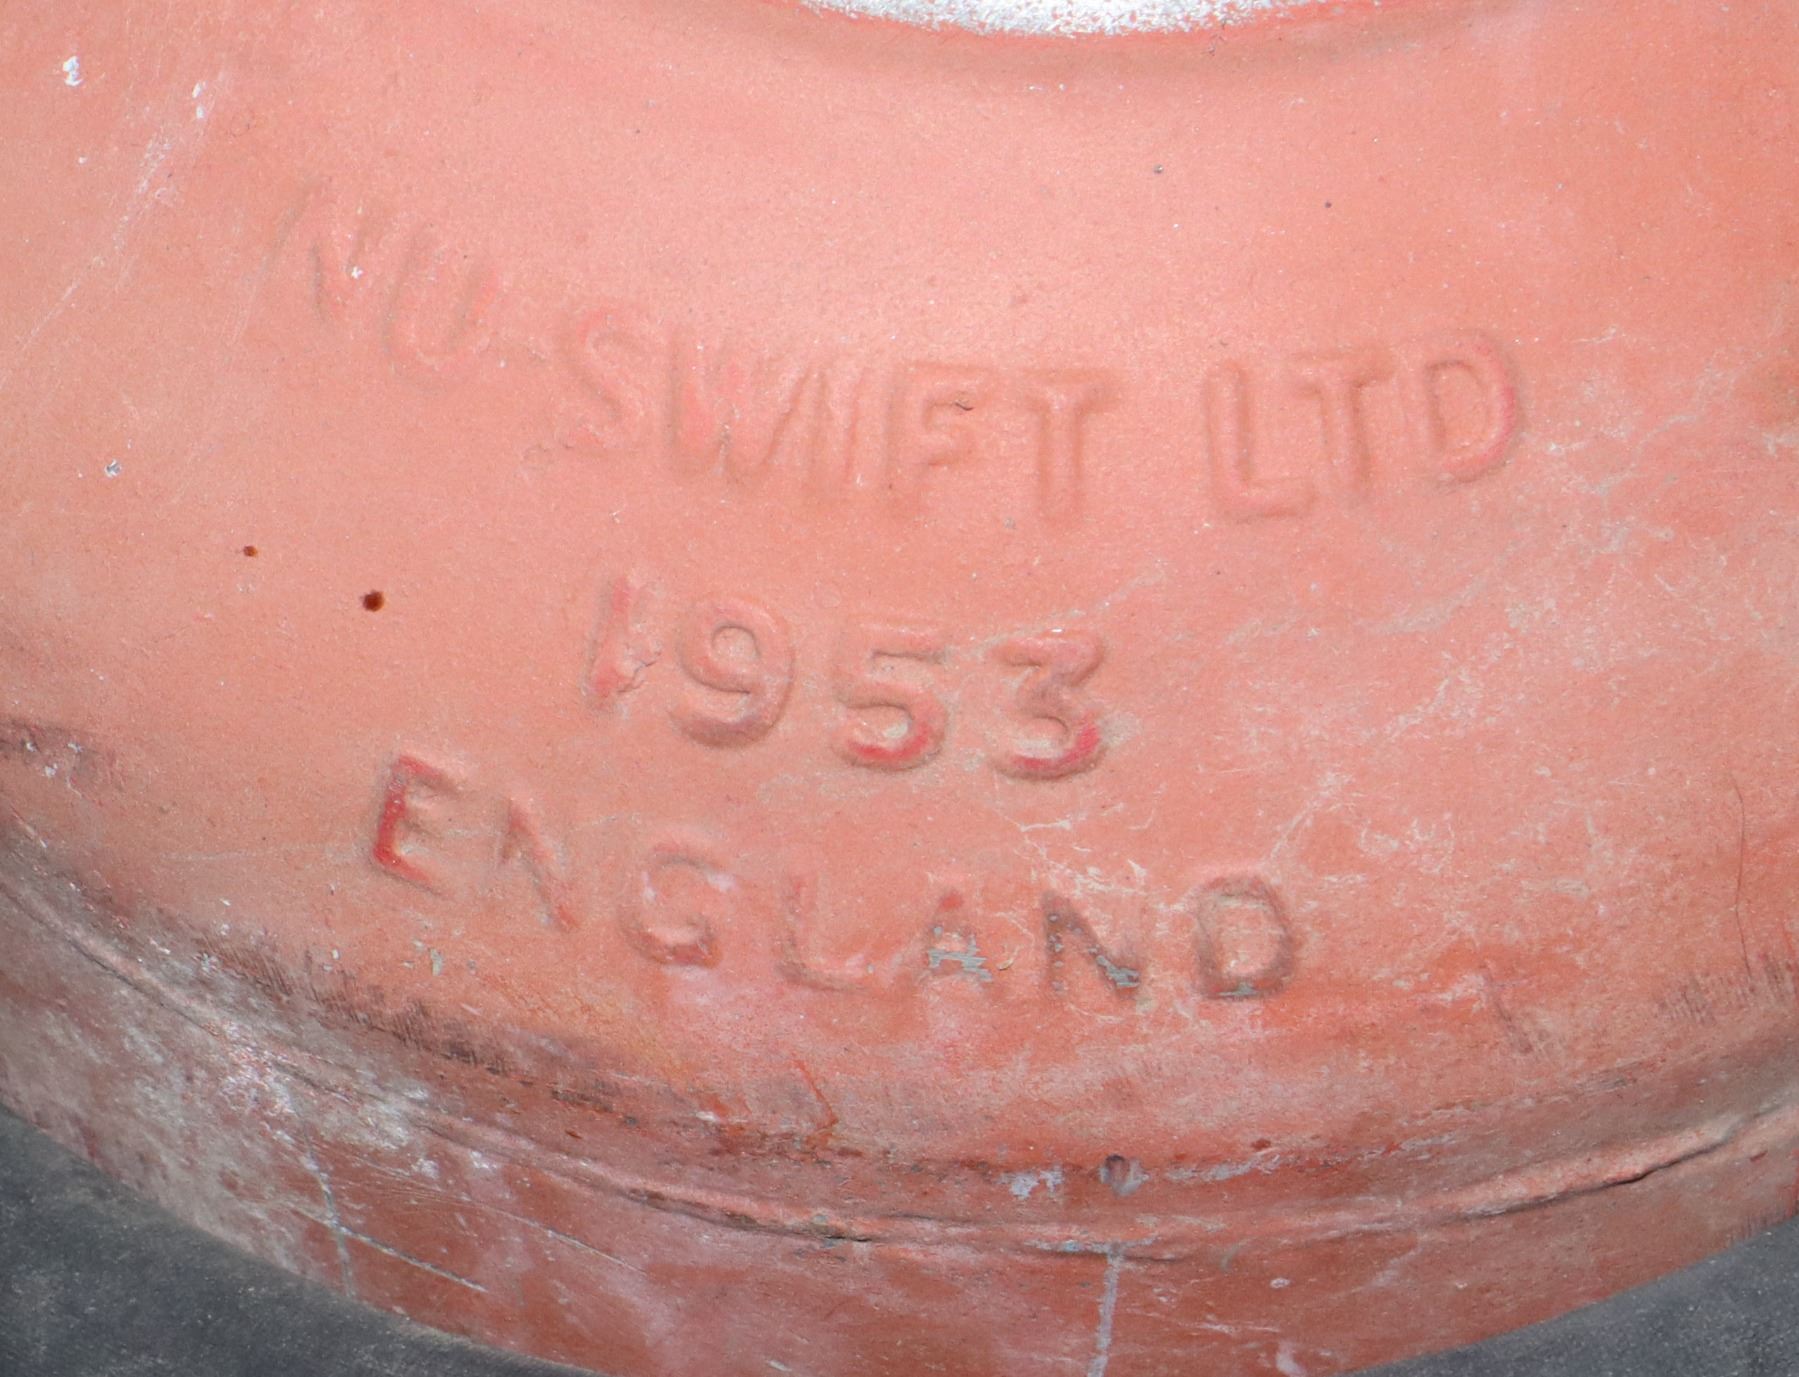 NU-SWIFT LTD
1953
ENGLAND